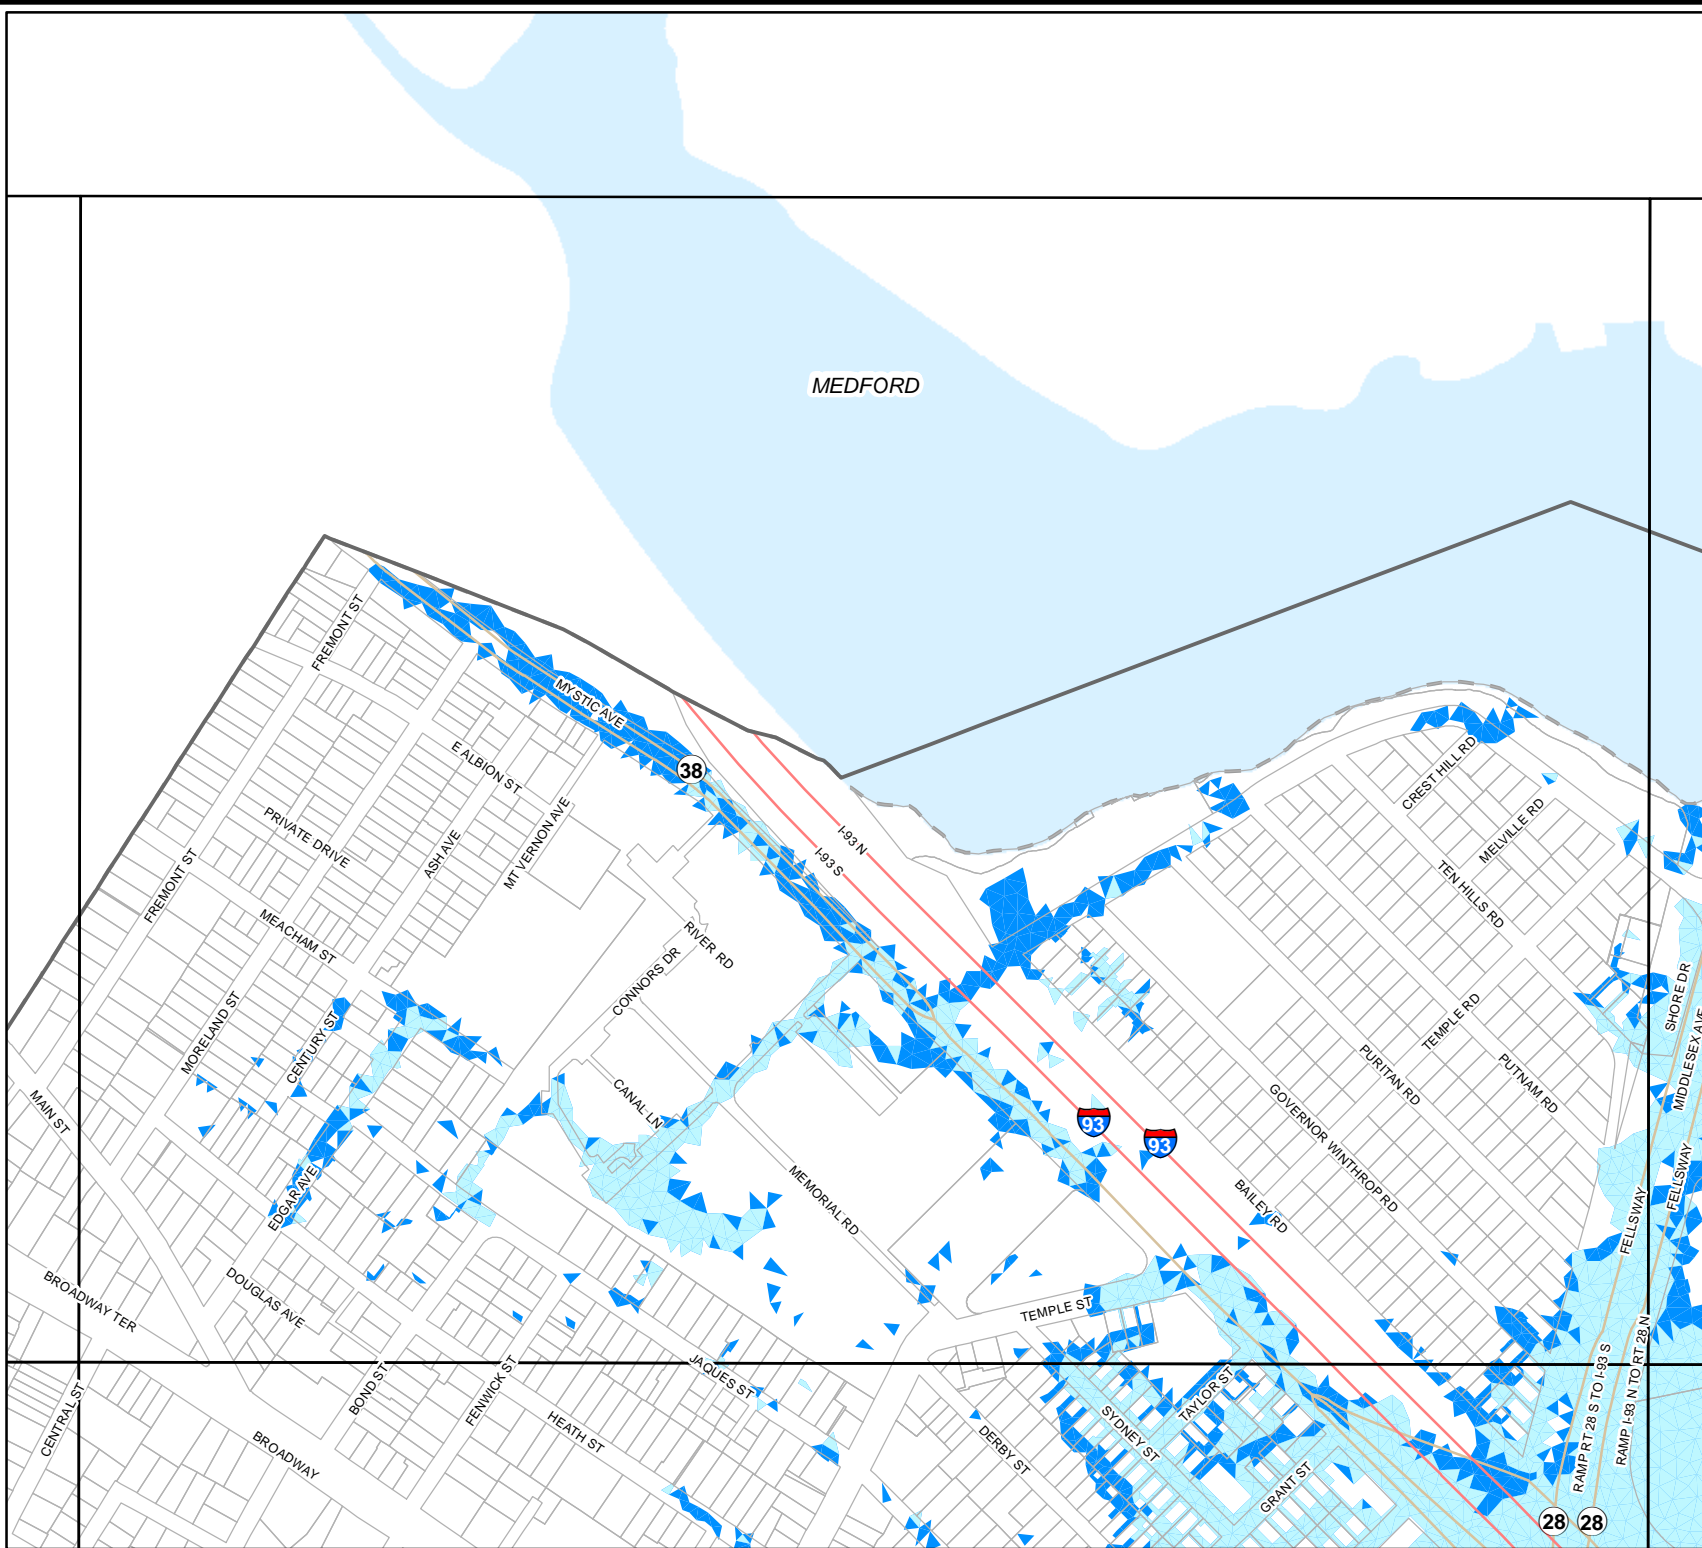 MEDFORD
FREMONT ST
MYSTIC AVE
38
E ALBION ST
CREST HILL RD
MELVILLE RD
PRIVATE DRIVE
ASH AVE
MT VERNON AVE
I-93 N
I-93 S
FREMONT ST
TEN HILLS RD
MEACHAM ST
RIVER RD
CONNORS DR
SHORE DR
MORELAND ST
CENTURY ST
TEMPLE RD
MIDDLESEX AVE
PURITAN RD
PUTNAM RD
MAIN ST
CANAL LN
93
93
GOVERNOR WINTHROP RD
EDGAR AVE
MEMORIAL RD
BAILEY RD
FELLSWAY
FELLSWAY
BROADWAY TER
DOUGLAS AVE
TEMPLE ST
JAQUES ST
BOND ST
FENWICK ST
TAYLOR ST
RAMP RT 28 S TO I-93 S
RAMP I-93 N TO RT 28 N
CENTRAL ST
BROADWAY
HEATH ST
DERBY ST
SYDNEY ST
GRANT ST
28
28